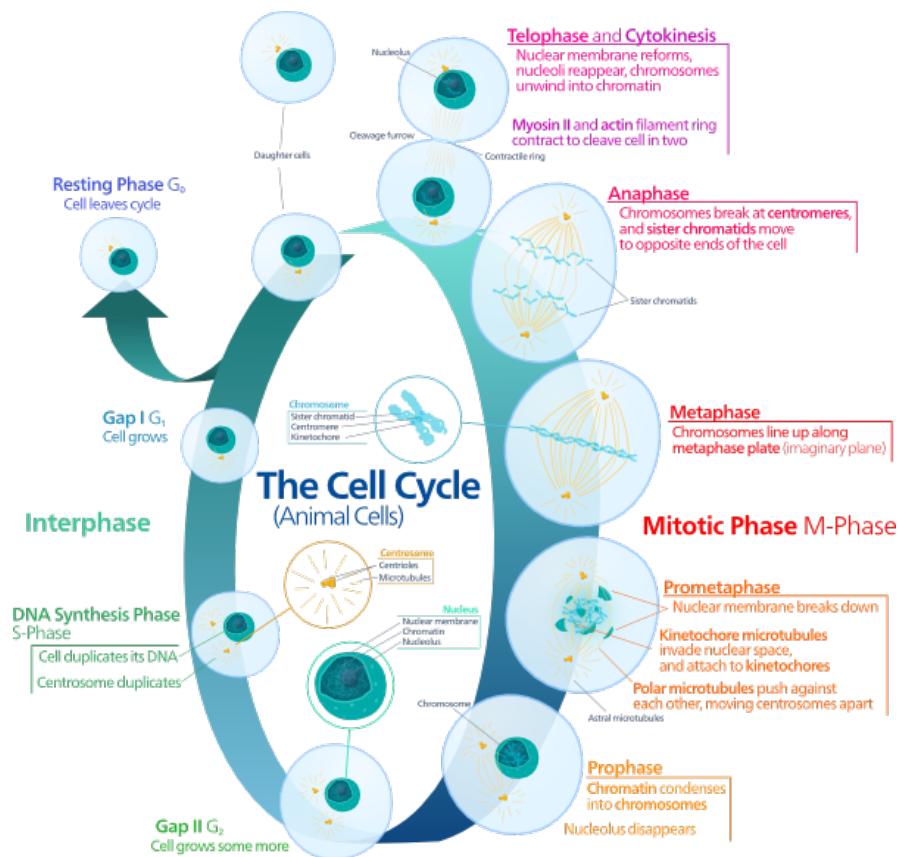 Telophase and Cytokinesis
Nuclear membrane reforms,
nucleoli reappear, chromosomes
unwind into chromatin
Myosin II and actin filament ring
contract to cleave cell in two
Nucleolus
Cleavage furrow
Contractile ring
Daughter cells
Resting Phase G₀
Cell leaves cycle
Anaphase
Chromosomes break at centromeres,
and sister chromatids move
to opposite ends of the cell
Sister chromatids
Gap I G₁
Cell grows
Chromosome
Sister chromatid
Centromere
Kinetochore
Metaphase
Chromosomes line up along
metaphase plate (imaginary plane)
The Cell Cycle
(Animal Cells)
Interphase
Mitotic Phase M-Phase
Centrosome
Centrioles
Microtubules
Prometaphase
Nuclear membrane breaks down
Kinetochore microtubules
invade nuclear space,
and attach to kinetochores
Polar microtubules push against
each other, moving centrosomes apart
Astral microtubules
DNA Synthesis Phase
S-Phase
Cell duplicates its DNA
Centrosome duplicates
Nucleus
Nuclear membrane
Chromatin
Nucleolus
Chromosome
Prophase
Chromatin condenses
into chromosomes
Nucleolus disappears
Gap II G₂
Cell grows some more